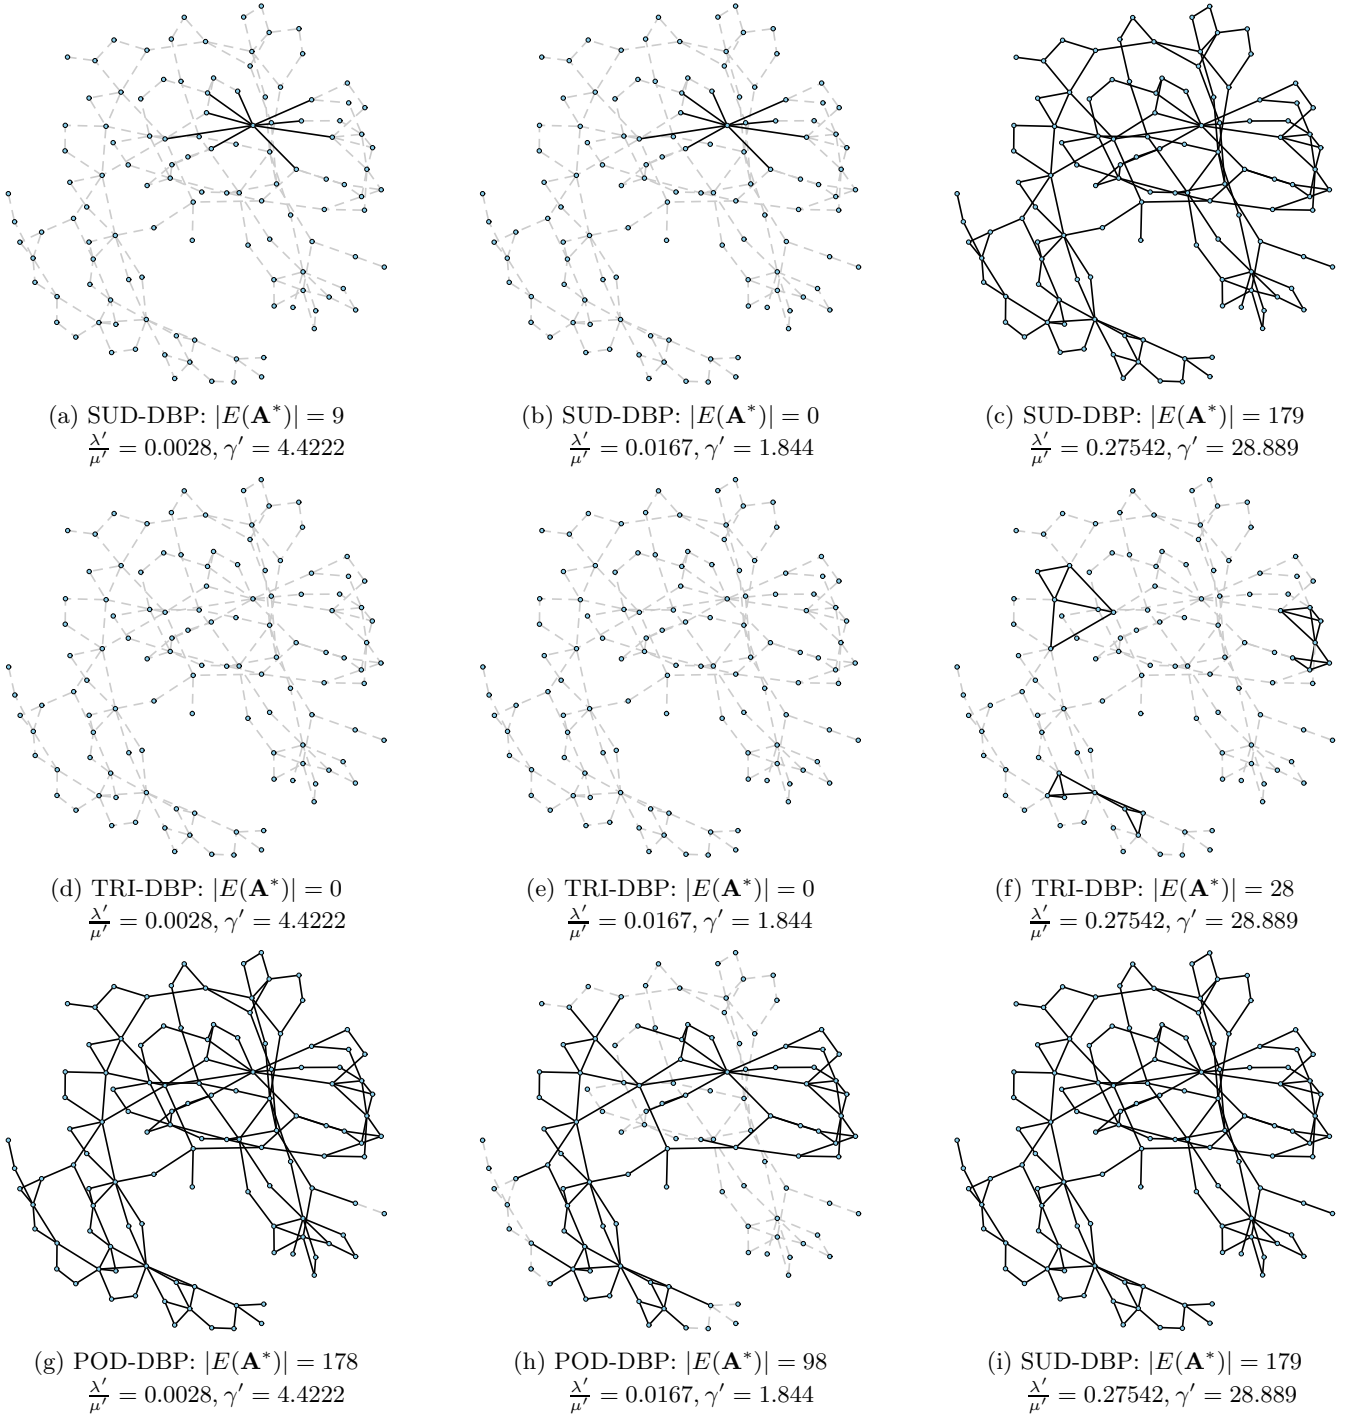 (a) SUD-DBP: |E(A*)| = 9
λ′/μ′ = 0.0028, γ′ = 4.4222
(b) SUD-DBP: |E(A*)| = 0
λ′/μ′ = 0.0167, γ′ = 1.844
(c) SUD-DBP: |E(A*)| = 179
λ′/μ′ = 0.27542, γ′ = 28.889
(d) TRI-DBP: |E(A*)| = 0
λ′/μ′ = 0.0028, γ′ = 4.4222
(e) TRI-DBP: |E(A*)| = 0
λ′/μ′ = 0.0167, γ′ = 1.844
(f) TRI-DBP: |E(A*)| = 28
λ′/μ′ = 0.27542, γ′ = 28.889
(g) POD-DBP: |E(A*)| = 178
λ′/μ′ = 0.0028, γ′ = 4.4222
(h) POD-DBP: |E(A*)| = 98
λ′/μ′ = 0.0167, γ′ = 1.844
(i) SUD-DBP: |E(A*)| = 179
λ′/μ′ = 0.27542, γ′ = 28.889